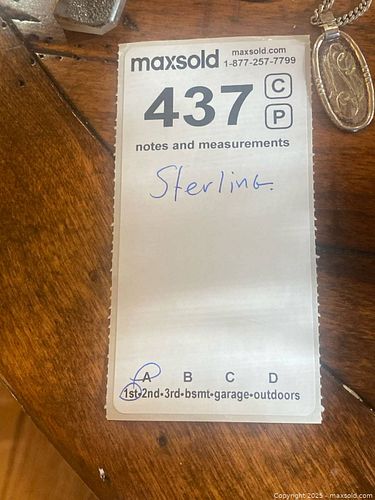 maxsold maxsold.com
1-877-257-7799
437 C
P
notes and measurements
Sterling
A B C D
1st•2nd•3rd•bsmt•garage•outdoors
Copyright 2025 - maxsold.com